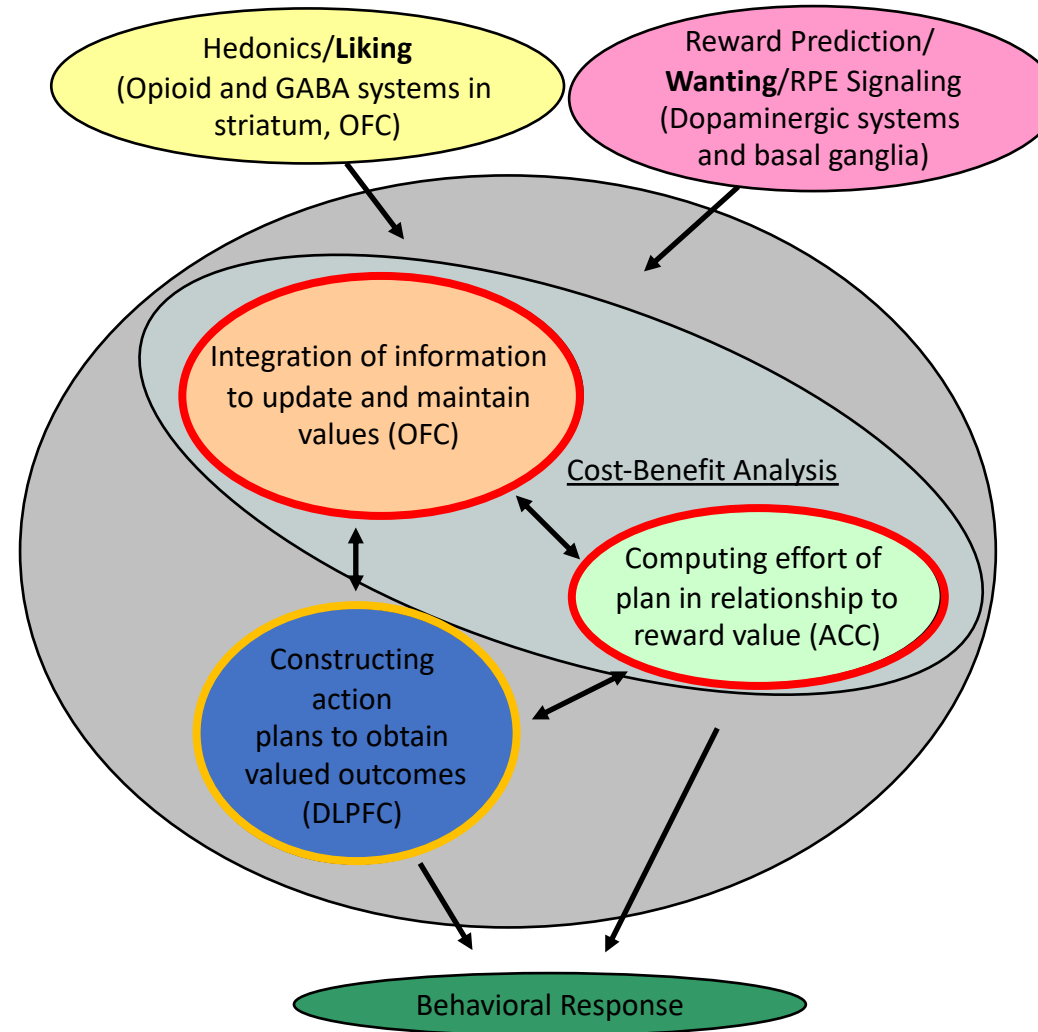 Hedonics/Liking
(Opioid and GABA systems in
striatum, OFC)
Reward Prediction/
Wanting/RPE Signaling
(Dopaminergic systems
and basal ganglia)
Integration of information
to update and maintain
values (OFC)
Cost-Benefit Analysis
Computing effort of
plan in relationship to
reward value (ACC)
Constructing
action
plans to obtain
valued outcomes
(DLPFC)
Behavioral Response